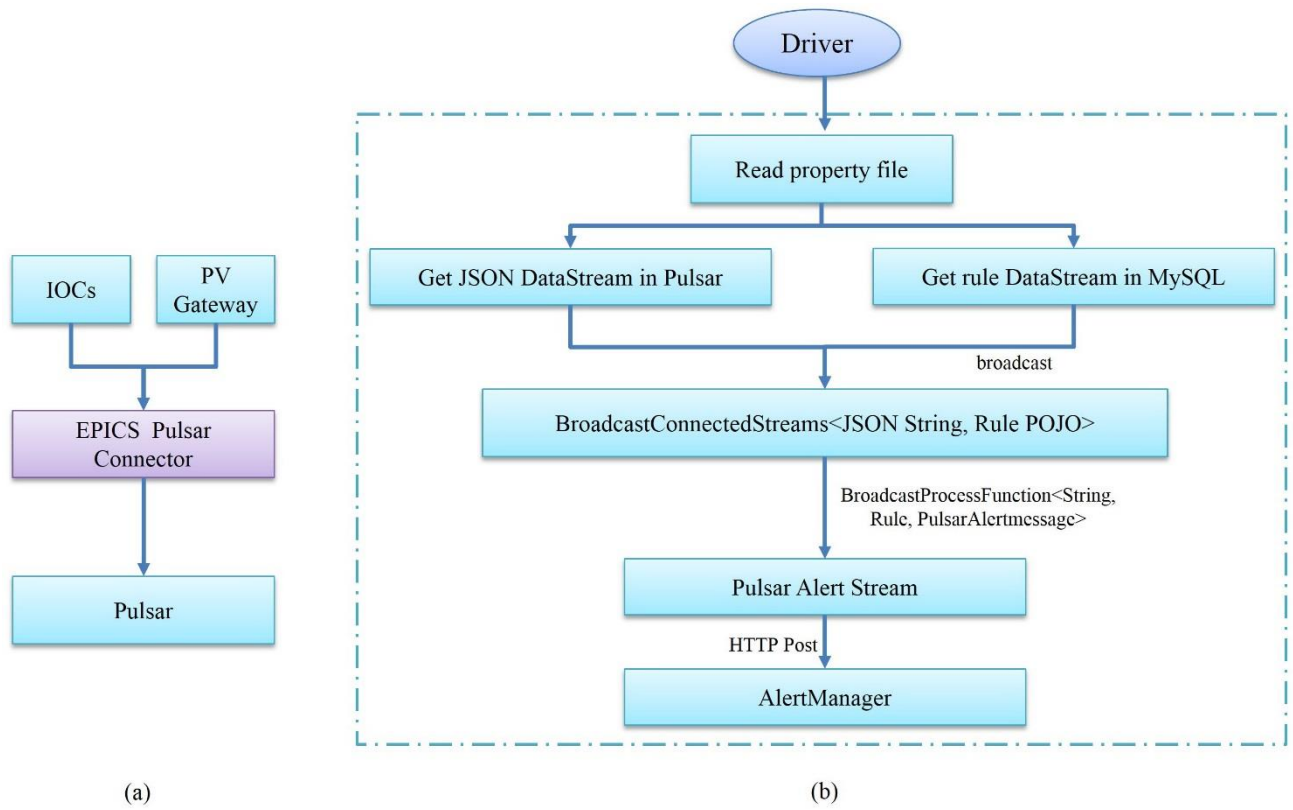 IOCs
PV
Gateway
EPICS Pulsar
Connector
Pulsar
(a)
Driver
Read property file
Get JSON DataStream in Pulsar
Get rule DataStream in MySQL
broadcast
BroadcastConnectedStreams<JSON String, Rule POJO>
BroadcastProcessFunction<String,
Rule, PulsarAlertmessage>
Pulsar Alert Stream
HTTP Post
AlertManager
(b)